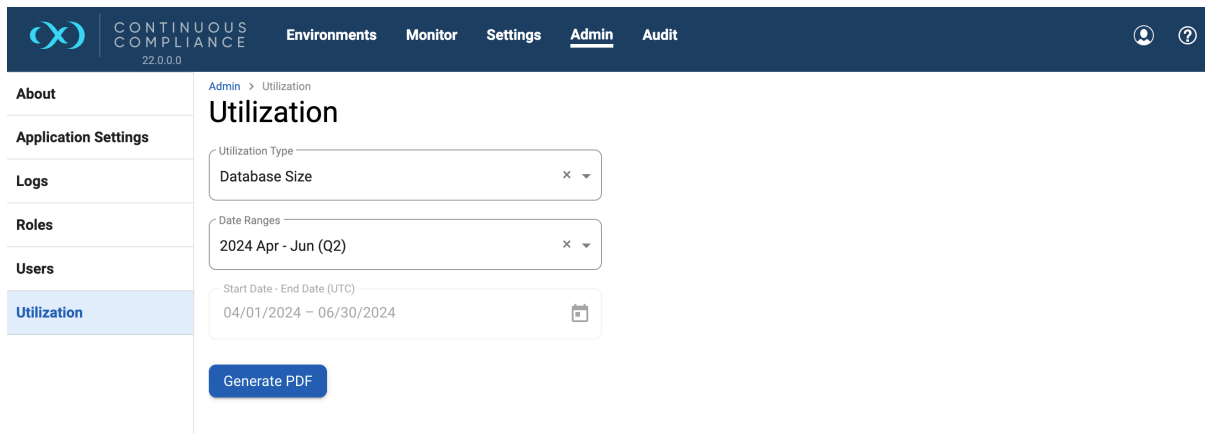 CONTINUOUS
COMPLIANCE
22.0.0.0
Environments Monitor Settings Admin Audit
About
Application Settings
Logs
Roles
Users
Utilization
Admin > Utilization
Utilization
Utilization Type
Database Size
Date Ranges
2024 Apr - Jun (Q2)
Start Date - End Date (UTC)
04/01/2024 – 06/30/2024
Generate PDF